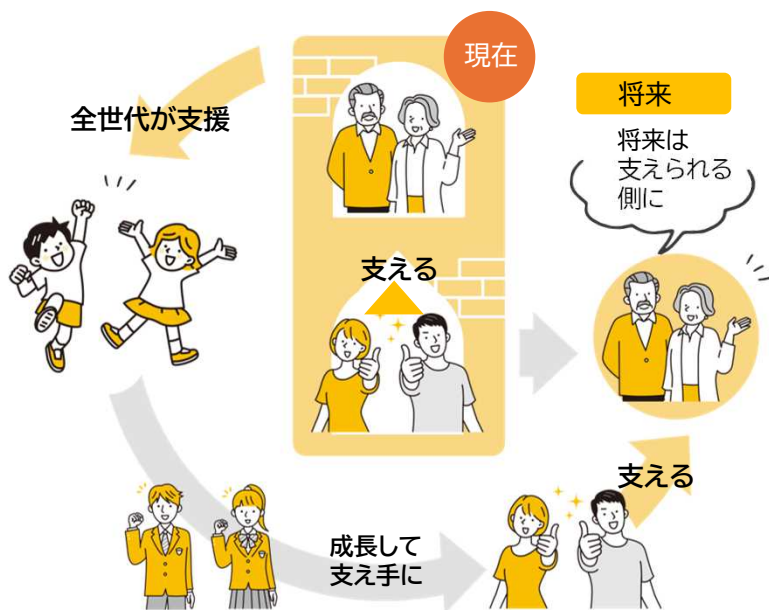 現在
全世代が支援
将来
将来は
支えられる
側に
支える
支える
成長して
支え手に